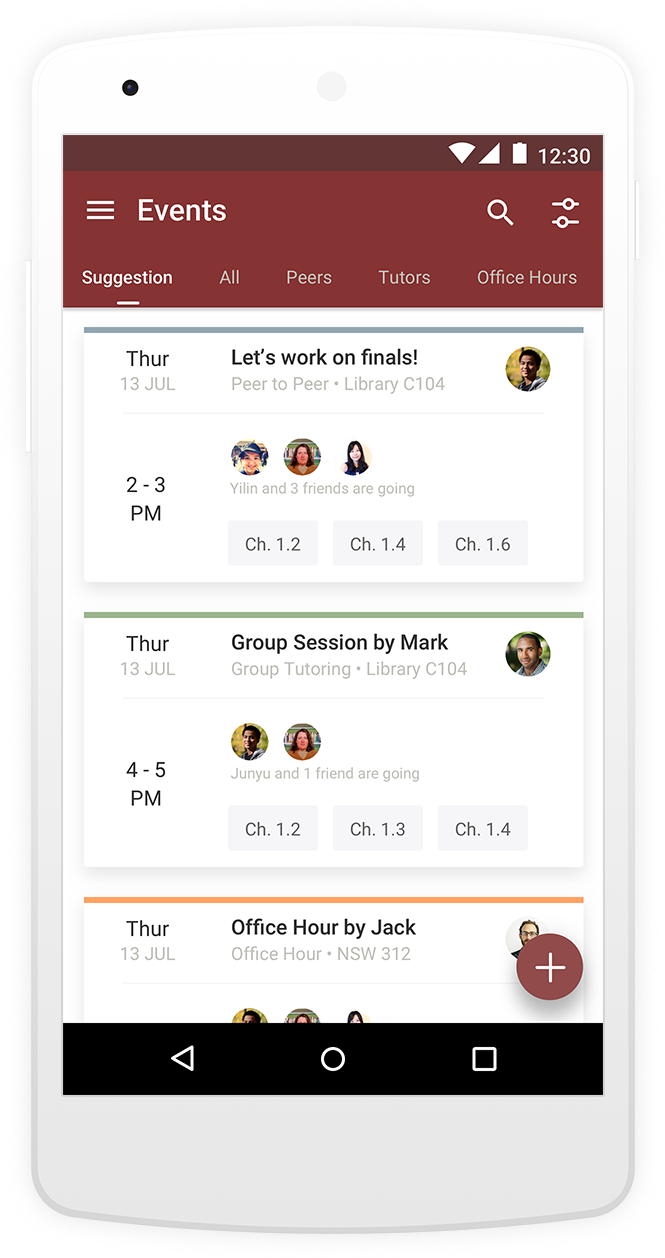 12:30
Events
Suggestion All Peers Tutors Office Hours
Thur Let’s work on finals!
13 JUL Peer to Peer • Library C104
2 - 3
PM
Yilin and 3 friends are going
Ch. 1.2 Ch. 1.4 Ch. 1.6
Thur Group Session by Mark
13 JUL Group Tutoring • Library C104
4 - 5
PM
Junyu and 1 friend are going
Ch. 1.2 Ch. 1.3 Ch. 1.4
Thur Office Hour by Jack
13 JUL Office Hour • NSW 312